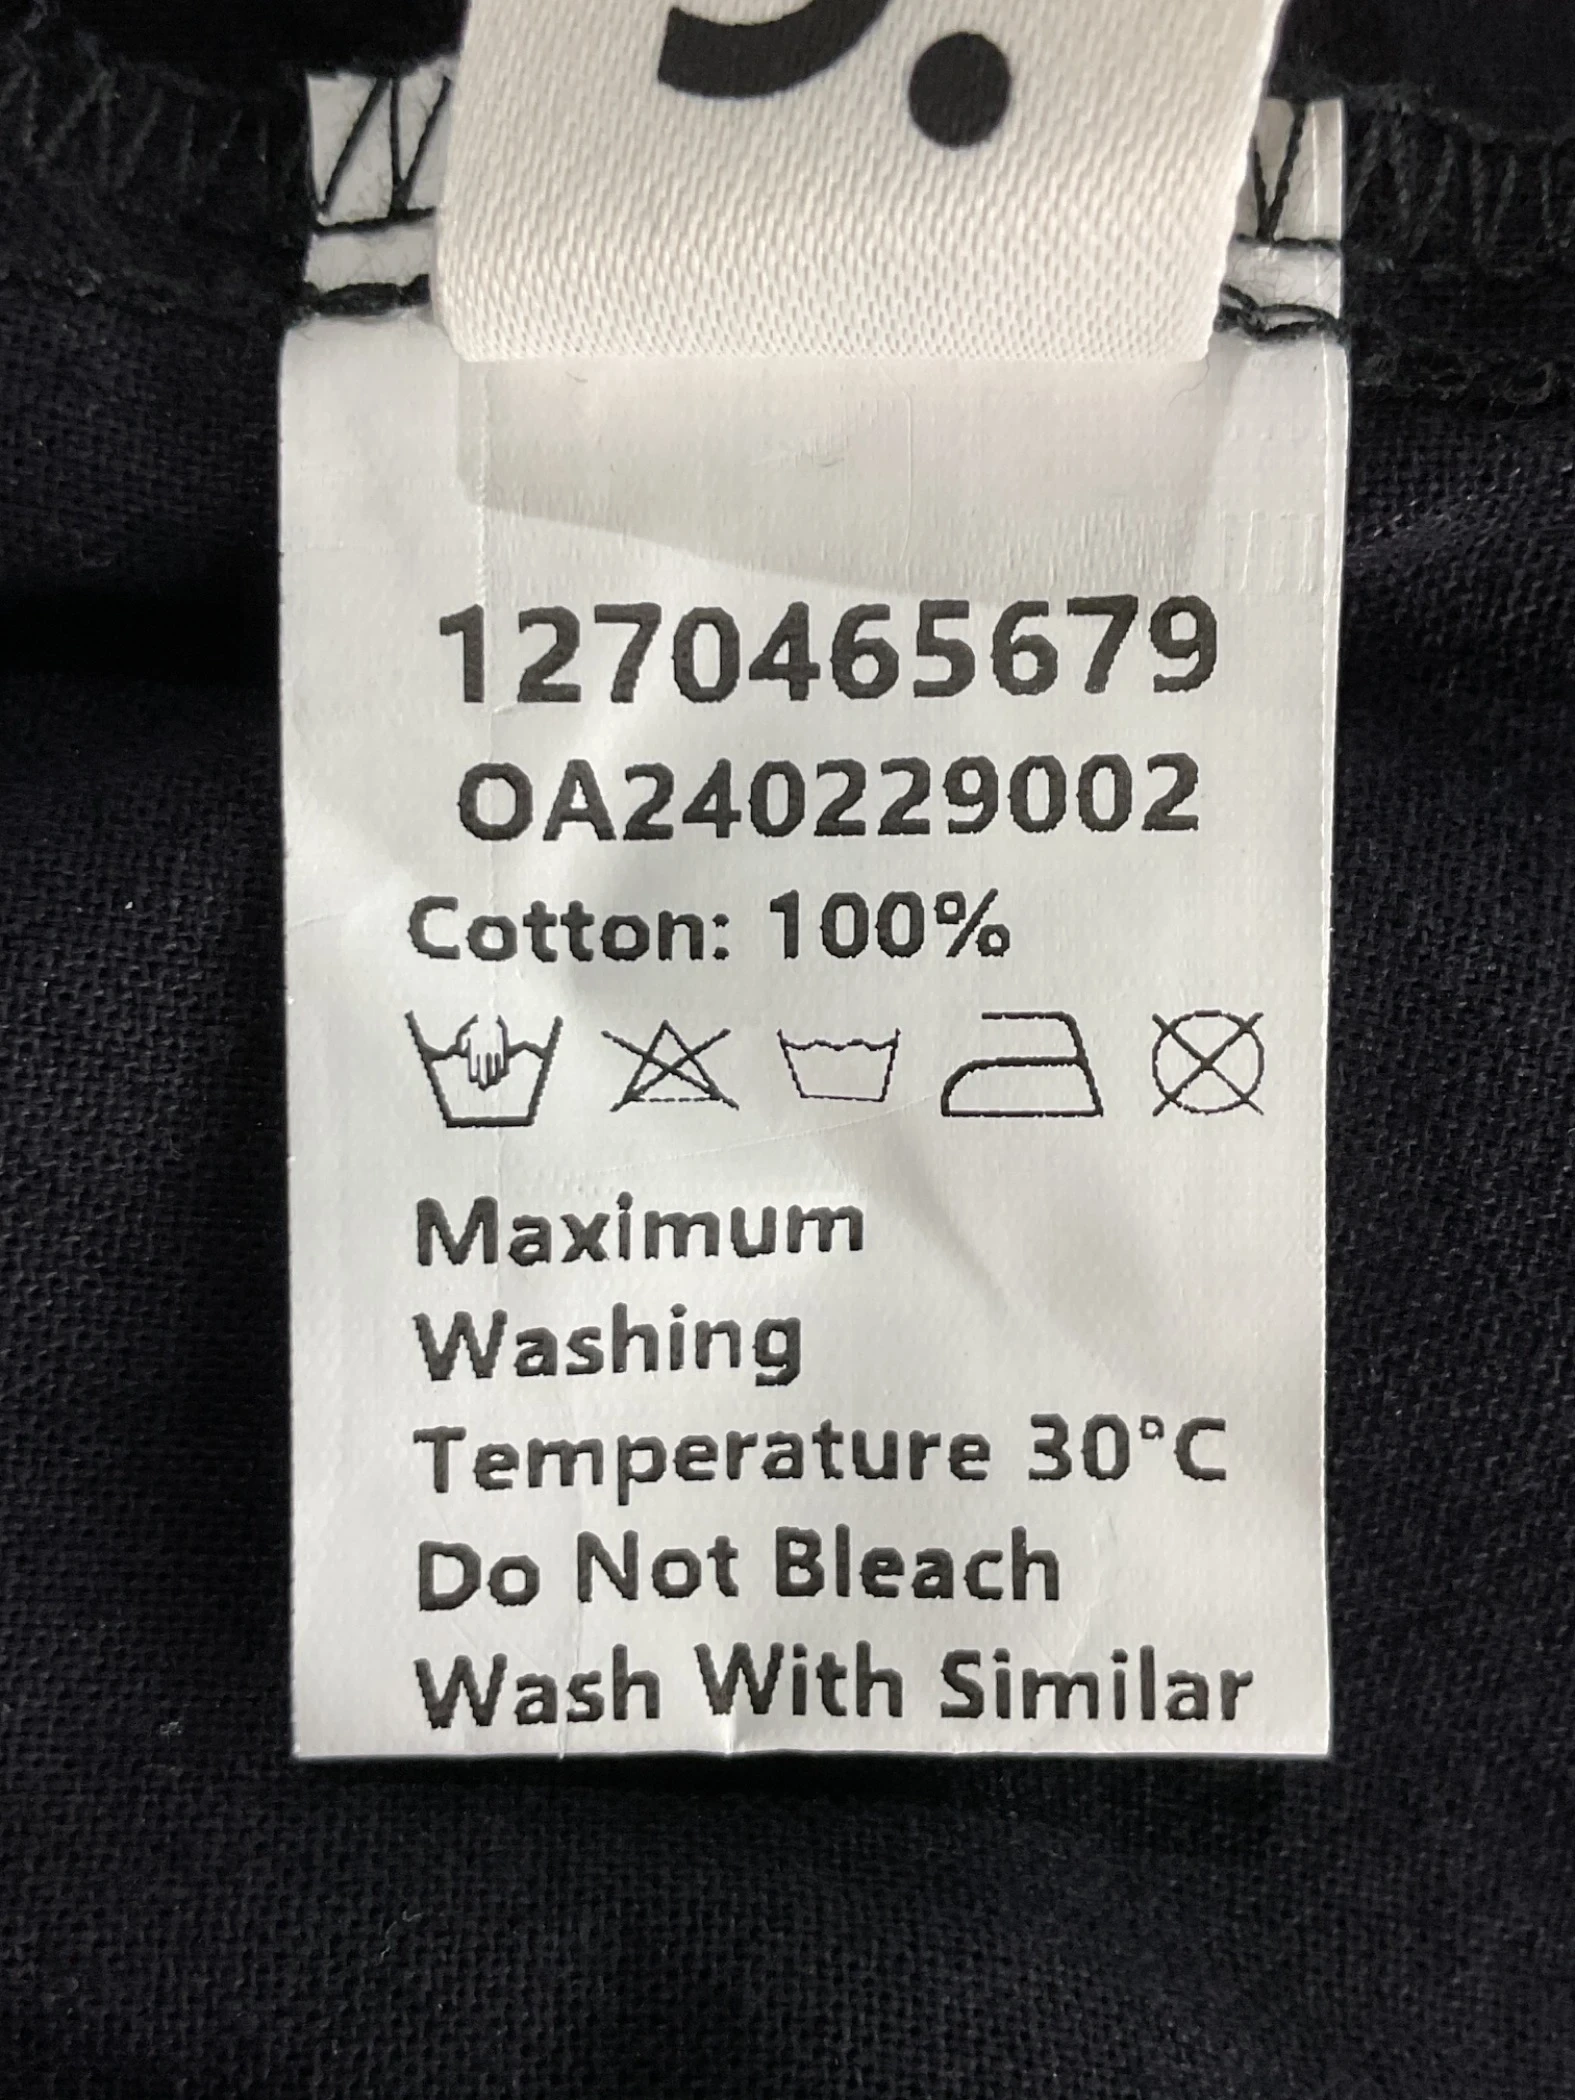 1270465679
OA240229002
Cotton: 100%
Maximum
Washing
Temperature 30°C
Do Not Bleach
Wash With Similar